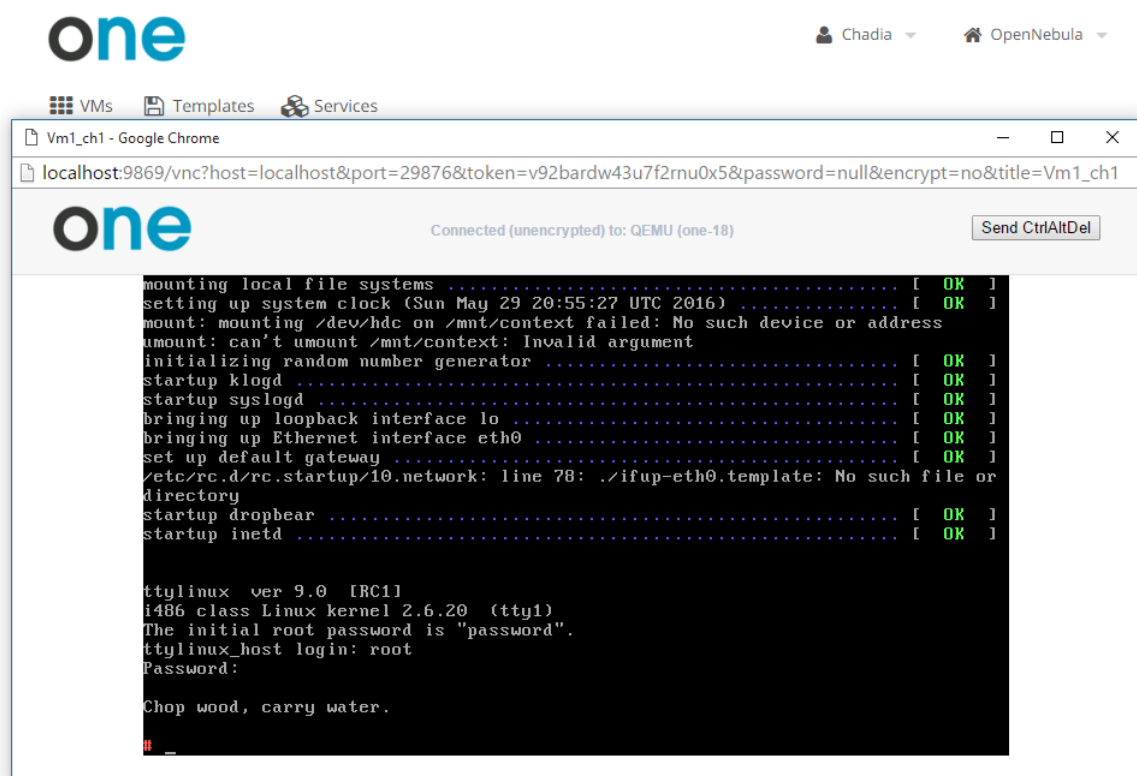 one
Chadia
OpenNebula
VMs
Templates
Services
Vm1_ch1 - Google Chrome
localhost:9869/vnc?host=localhost&port=29876&token=v92bardw43u7f2rnu0x5&password=null&encrypt=no&title=Vm1_ch1
one
Connected (unencrypted) to: QEMU (one-18)
Send CtrlAltDel
mounting local file systems .......................................... [ OK ]
setting up system clock (Sun May 29 20:55:27 UTC 2016) ............... [ OK ]
mount: mounting /dev/hdc on /mnt/context failed: No such device or address
umount: can't umount /mnt/context: Invalid argument
initializing random number generator ................................. [ OK ]
startup klogd ........................................................ [ OK ]
startup syslogd ...................................................... [ OK ]
bringing up loopback interface lo .................................... [ OK ]
bringing up Ethernet interface eth0 .................................. [ OK ]
set up default gateway ............................................... [ OK ]
/etc/rc.d/rc.startup/10.network: line 78: ./ifup-eth0.template: No such file or
directory
startup dropbear ..................................................... [ OK ]
startup inetd ........................................................ [ OK ]
ttylinux ver 9.0 [RC1]
i486 class Linux kernel 2.6.20 (tty1)
The initial root password is "password".
ttylinux_host login: root
Password:
Chop wood, carry water.
# _